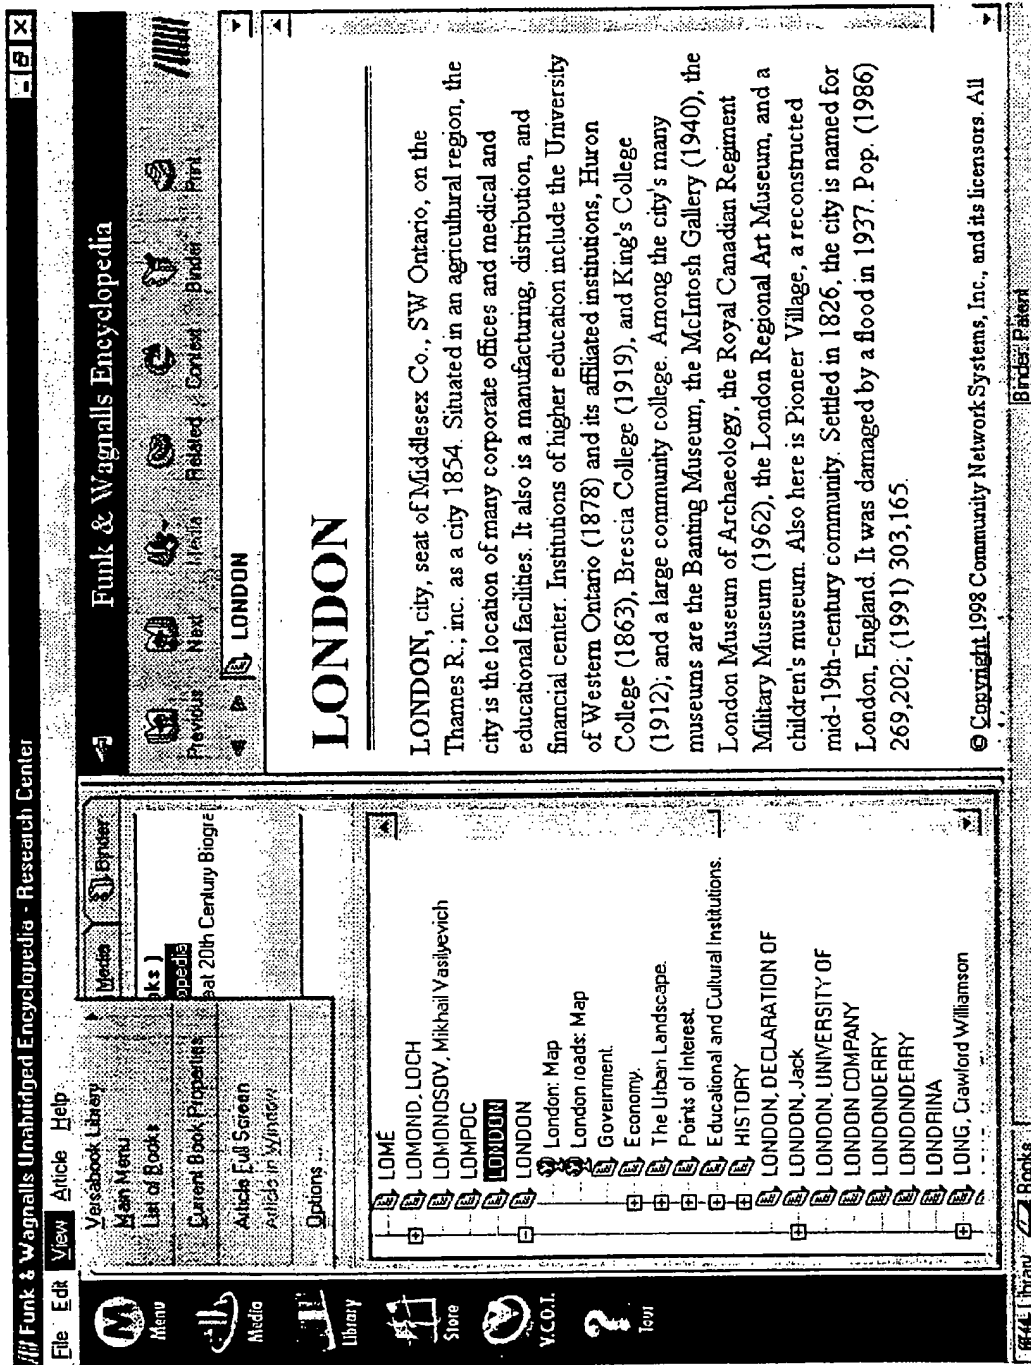 Funk & Wagnalls Unabridged Encyclopedia - Research Center
File Edit View Article Help
Menu
Media
Library
Store
V.C.O.I.
Tour
Versabook Library
Main Menu
List of Books
Current Book Properties
Article Full Screen
Article in Window
Options ...
Media
Binder
oks )
opedia
eat 20th Century Biogra
LOMÉ
LOMOND, LOCH
LOMONOSOV, Mikhail Vasilyevich
LOMPOC
LONDON
LONDON
London: Map
London roads: Map
Government.
Economy.
The Urban Landscape.
Points of Interest.
Educational and Cultural Institutions.
HISTORY
LONDON, DECLARATION OF
LONDON, Jack
LONDON, UNIVERSITY OF
LONDON COMPANY
LONDONDERRY
LONDONDERRY
LONDRINA
LONG, Crawford Williamson
Funk & Wagnalls Encyclopedia
Previous Next Media Related Context Binder Print
LONDON
LONDON
LONDON, city, seat of Middlesex Co., SW Ontario, on the
Thames R.; inc. as a city 1854. Situated in an agricultural region, the
city is the location of many corporate offices and medical and
educational facilities. It also is a manufacturing, distribution, and
financial center. Institutions of higher education include the University
of Western Ontario (1878) and its affiliated institutions, Huron
College (1863), Brescia College (1919), and King's College
(1912); and a large community college. Among the city's many
museums are the Banting Museum, the McIntosh Gallery (1940), the
London Museum of Archaeology, the Royal Canadian Regiment
Military Museum (1962), the London Regional Art Museum, and a
children's museum. Also here is Pioneer Village, a reconstructed
mid-19th-century community. Settled in 1826, the city is named for
London, England. It was damaged by a flood in 1937. Pop. (1986)
269,202; (1991) 303,165.
© Copyright 1998 Community Network Systems, Inc., and its licensors. All
Library Books
Binder: Patent